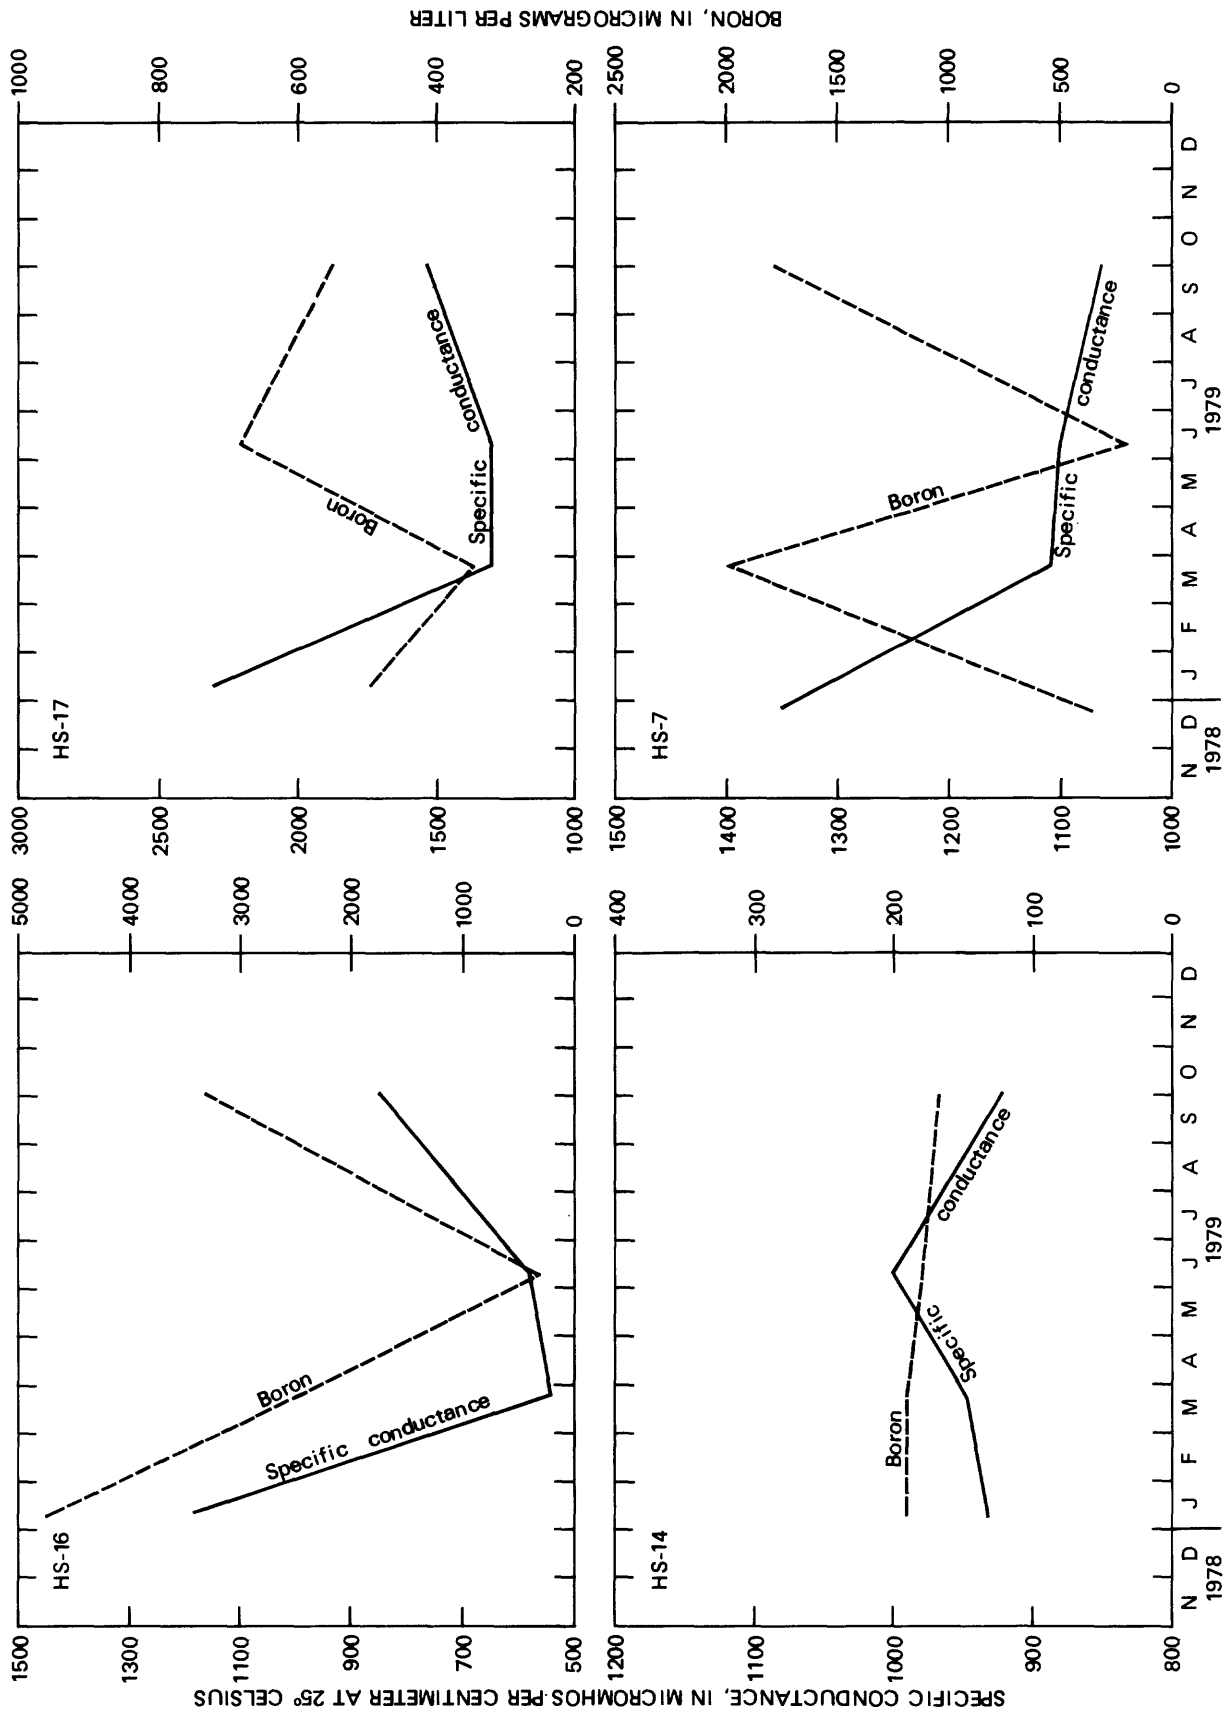 SPECIFIC CONDUCTANCE, IN MICROMHOS PER CENTIMETER AT 25° CELSIUS
BORON, IN MICROGRAMS PER LITER
HS-16
1500
1300
1100
900
700
500
5000
4000
3000
2000
1000
0
Boron
Specific conductance
HS-17
3000
2500
2000
1500
1000
1000
800
600
400
200
Boron
Specific conductance
HS-14
1200
1100
1000
900
800
400
300
200
100
0
Boron
Specific conductance
N D J F M A M J J A S O N D
1978 1979
HS-7
1500
1400
1300
1200
1100
1000
2500
2000
1500
1000
500
0
Boron
Specific conductance
N D J F M A M J J A S O N D
1978 1979